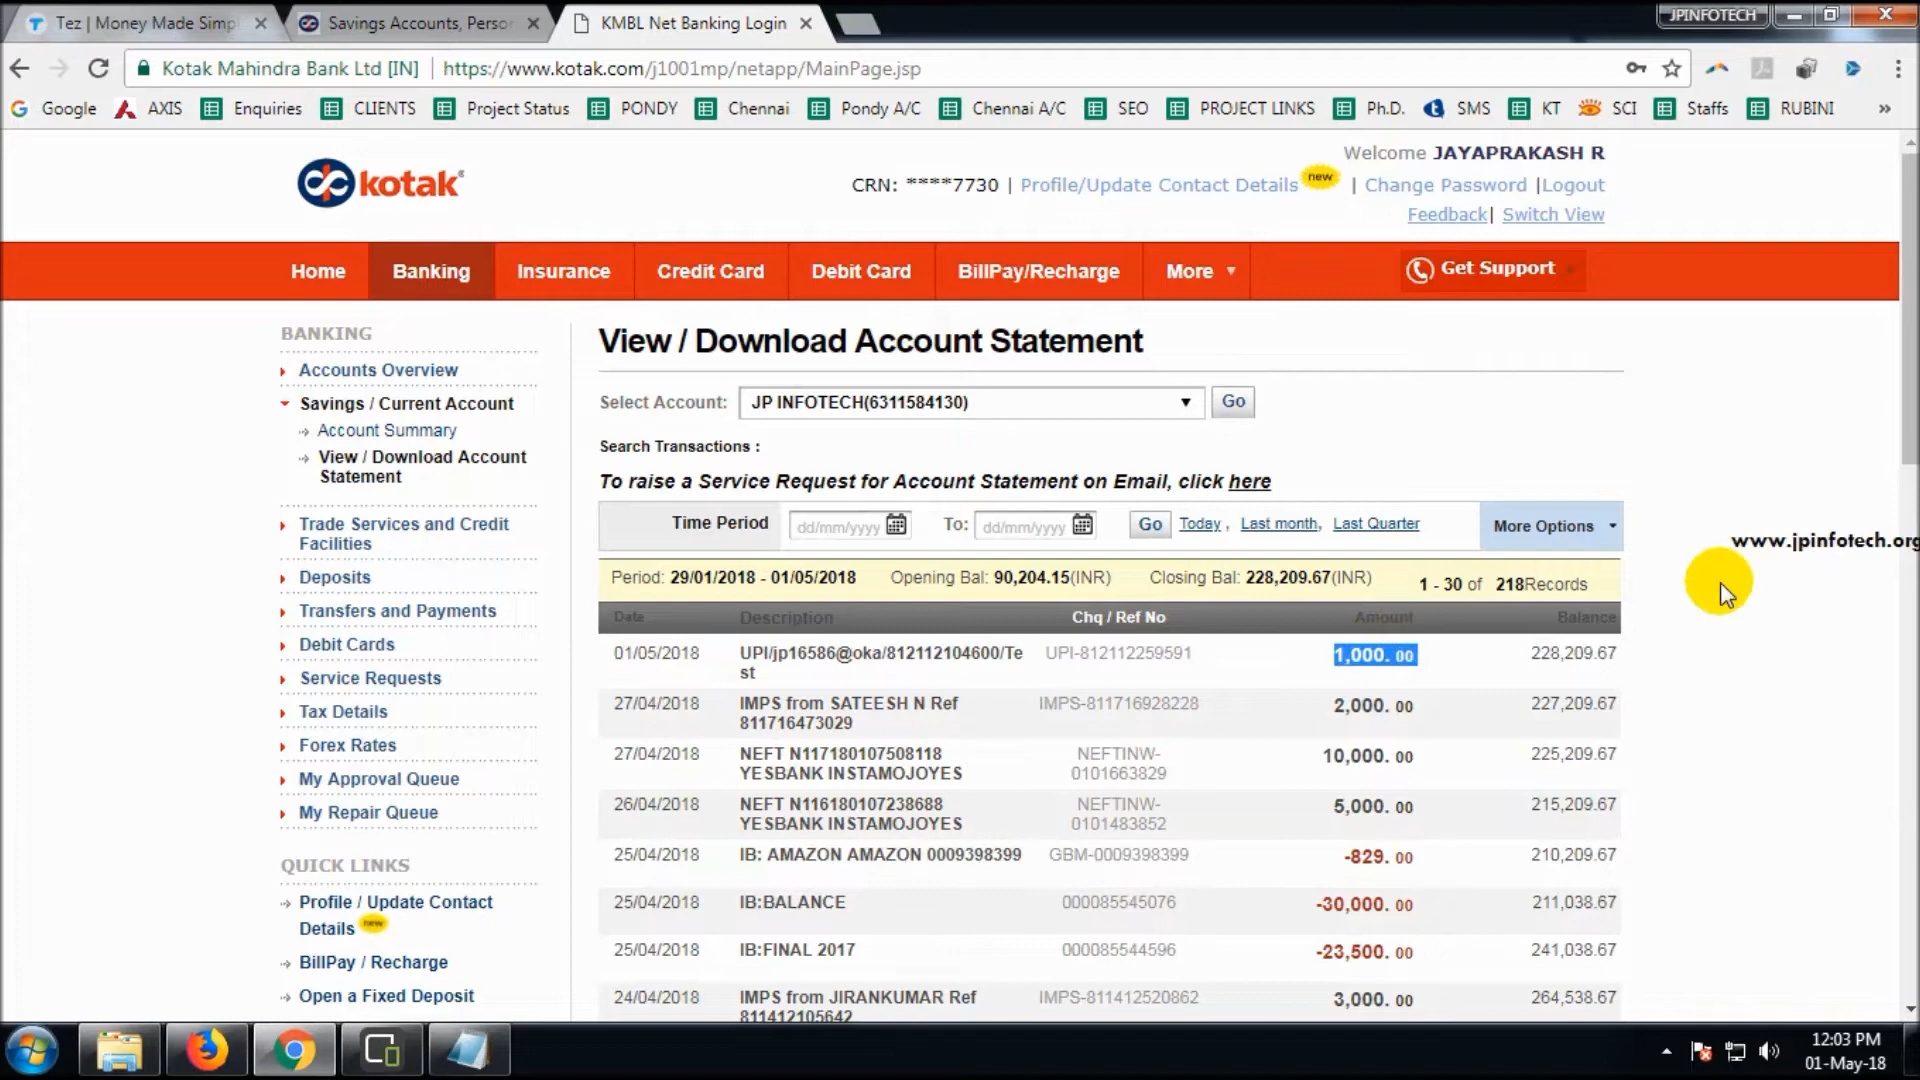 Tez | Money Made Simp
Savings Accounts, Perso
KMBL Net Banking Login
JPINFOTECH
Kotak Mahindra Bank Ltd [IN] | https://www.kotak.com/j1001mp/netapp/MainPage.jsp
Google AXIS Enquiries CLIENTS Project Status PONDY Chennai Pondy A/C Chennai A/C SEO PROJECT LINKS Ph.D. SMS KT SCI Staffs RUBINI »
kotak®
Welcome JAYAPRAKASH R
CRN: ****7730 | Profile/Update Contact Details new | Change Password |Logout
Feedback| Switch View
Home Banking Insurance Credit Card Debit Card BillPay/Recharge More Get Support
BANKING
Accounts Overview
Savings / Current Account
Account Summary
View / Download Account
Statement
Trade Services and Credit
Facilities
Deposits
Transfers and Payments
Debit Cards
Service Requests
Tax Details
Forex Rates
My Approval Queue
My Repair Queue
QUICK LINKS
Profile / Update Contact
Details new
BillPay / Recharge
Open a Fixed Deposit
View / Download Account Statement
Select Account: JP INFOTECH(6311584130) Go
Search Transactions :
To raise a Service Request for Account Statement on Email, click here
Time Period dd/mm/yyyy To: dd/mm/yyyy Go Today , Last month, Last Quarter More Options
www.jpinfotech.org
Period: 29/01/2018 - 01/05/2018 Opening Bal: 90,204.15(INR) Closing Bal: 228,209.67(INR) 1 - 30 of 218Records
Date Description Chq / Ref No Amount Balance
01/05/2018 UPI/jp16586@oka/812112104600/Te UPI-812112259591 1,000. 00 228,209.67
st
27/04/2018 IMPS from SATEESH N Ref IMPS-811716928228 2,000. 00 227,209.67
811716473029
27/04/2018 NEFT N117180107508118 NEFTINW- 10,000. 00 225,209.67
YESBANK INSTAMOJOYES 0101663829
26/04/2018 NEFT N116180107238688 NEFTINW- 5,000. 00 215,209.67
YESBANK INSTAMOJOYES 0101483852
25/04/2018 IB: AMAZON AMAZON 0009398399 GBM-0009398399 -829. 00 210,209.67
25/04/2018 IB:BALANCE 000085545076 -30,000. 00 211,038.67
25/04/2018 IB:FINAL 2017 000085544596 -23,500. 00 241,038.67
24/04/2018 IMPS from JIRANKUMAR Ref IMPS-811412520862 3,000. 00 264,538.67
811412105642
12:03 PM
01-May-18